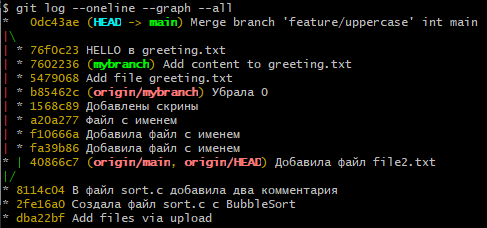 $ git log --oneline --graph --all
*   0dc43ae (HEAD -> main) Merge branch 'feature/uppercase' int main
|\
| * 76f0c23 HELLO в greeting.txt
| * 7602236 (mybranch) Add content to greeting.txt
| * 5479068 Add file greeting.txt
| * b85462c (origin/mybranch) Убрала 0
| * 1568c89 Добавлены скрины
| * a20a277 Файл с именем
| * f10666a Добавила файл с именем
| * fa39b86 Добавила файл с именем
* | 40866c7 (origin/main, origin/HEAD) Добавила файл file2.txt
|/
* 8114c04 В файл sort.c добавила два комментария
* 2fe16a0 Создала файл sort.c с BubbleSort
* dba22bf Add files via upload